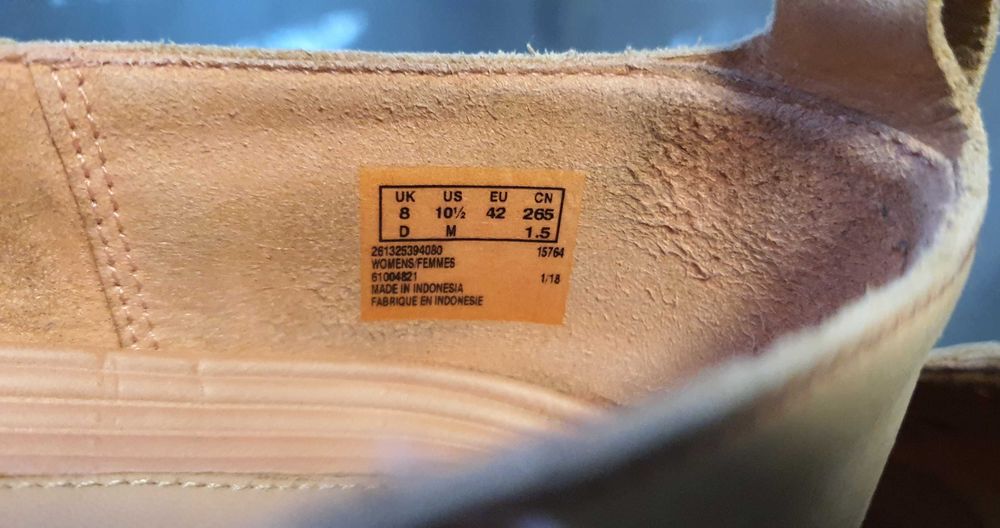 UK US EU CN
8 10½ 42 265
D M 1.5
261325394080 15764
WOMENS/FEMMES
61004821 1/18
MADE IN INDONESIA
FABRIQUE EN INDONESIE